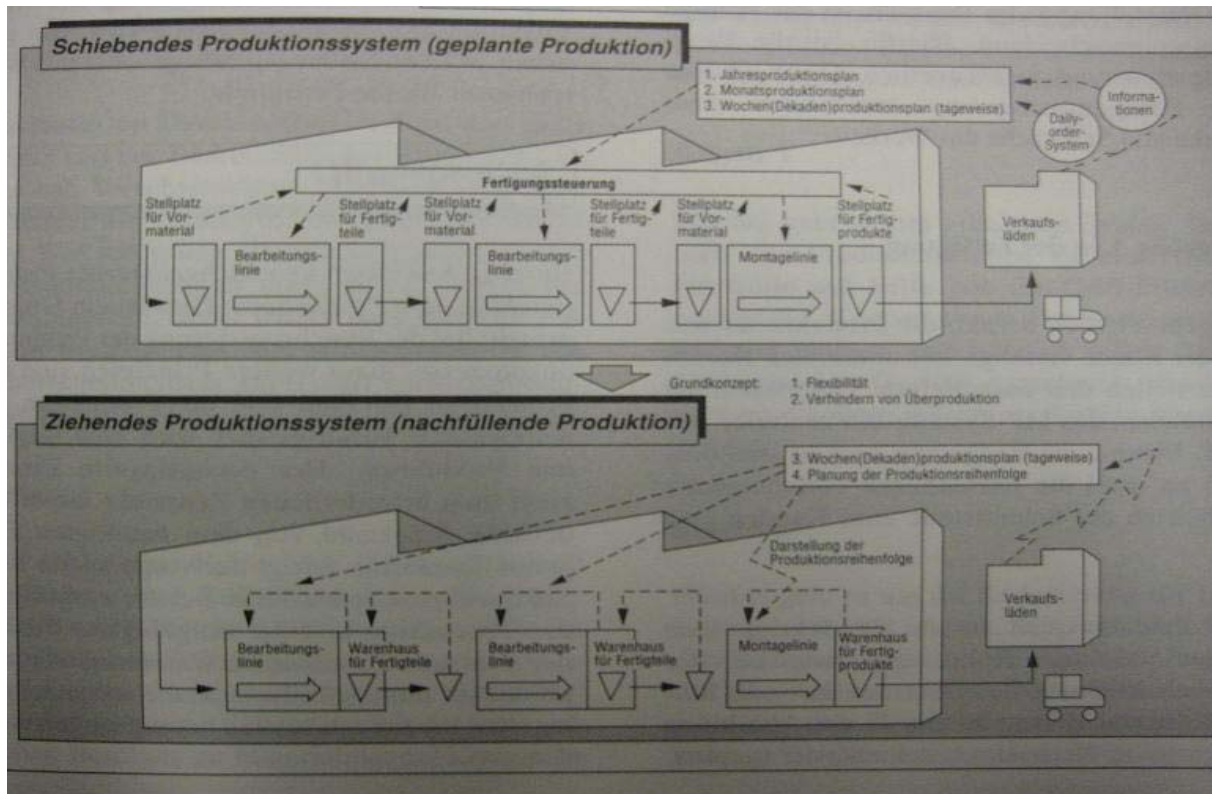 Schiebendes Produktionssystem (geplante Produktion)
1. Jahresproduktionsplan
2. Monatsproduktionsplan
3. Wochen(Dekaden)produktionsplan (tageweise)
Informa-
tionen
Daily-
order-
System
Fertigungssteuerung
Stellplatz
für Vor-
material
Stellplatz
für Fertig-
teile
Stellplatz
für Vor-
material
Stellplatz
für Fertig-
teile
Stellplatz
für Vor-
material
Stellplatz
für Fertig-
produkte
Verkaufs-
läden
Bearbeitungs-
linie
Bearbeitungs-
linie
Montagelinie
Grundkonzept:
1. Flexibilität
2. Verhindern von Überproduktion
Ziehendes Produktionssystem (nachfüllende Produktion)
3. Wochen(Dekaden)produktionsplan (tageweise)
4. Planung der Produktionsreihenfolge
Darstellung der
Produktionsreihenfolge
Verkaufs-
läden
Bearbeitungs-
linie
Warenhaus
für Fertigteile
Bearbeitungs-
linie
Warenhaus
für Fertigteile
Montagelinie
Warenhaus
für Fertig-
produkte